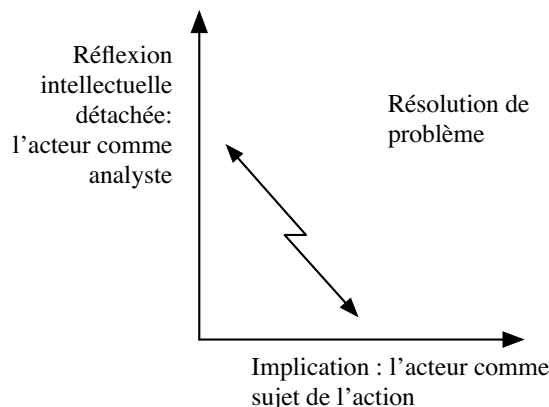 Réflexion
intellectuelle
détachée:
l'acteur comme
analyste
Résolution de
problème
Implication : l'acteur comme
sujet de l'action